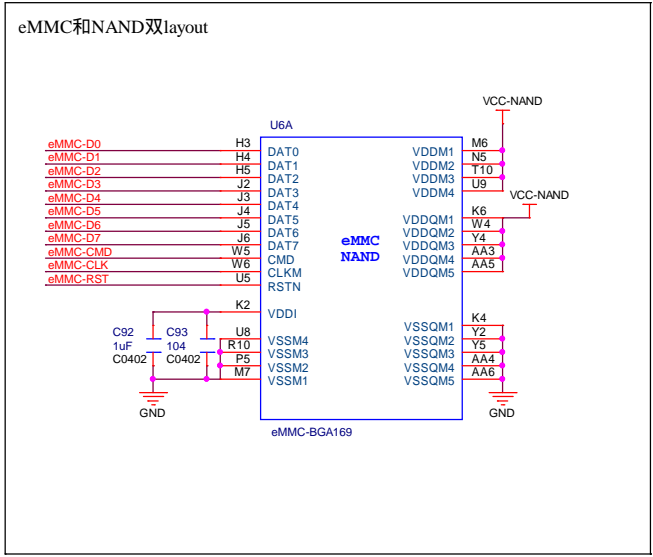 eMMC和NAND双layout
VCC-NAND
U6A
eMMC-D0 H3 DAT0 VDDM1 M6
eMMC-D1 H4 DAT1 VDDM2 N5
eMMC-D2 H5 DAT2 VDDM3 T10
eMMC-D3 J2 DAT3 VDDM4 U9
eMMC-D4 J3 DAT4 VCC-NAND
eMMC-D5 J4 DAT5 VDDQM1 K6
eMMC-D6 J5 DAT6 VDDQM2 W4
eMMC-D7 J6 DAT7 eMMC VDDQM3 Y4
eMMC-CMD W5 CMD NAND VDDQM4 AA3
eMMC-CLK W6 CLKM VDDQM5 AA5
eMMC-RST U5 RSTN
K2 VDDI
VSSQM1 K4
C92 C93 U8 VSSM4 VSSQM2 Y2
1uF 104 R10 VSSM3 VSSQM3 Y5
C0402 C0402 P5 VSSM2 VSSQM4 AA4
M7 VSSM1 VSSQM5 AA6
GND GND
eMMC-BGA169